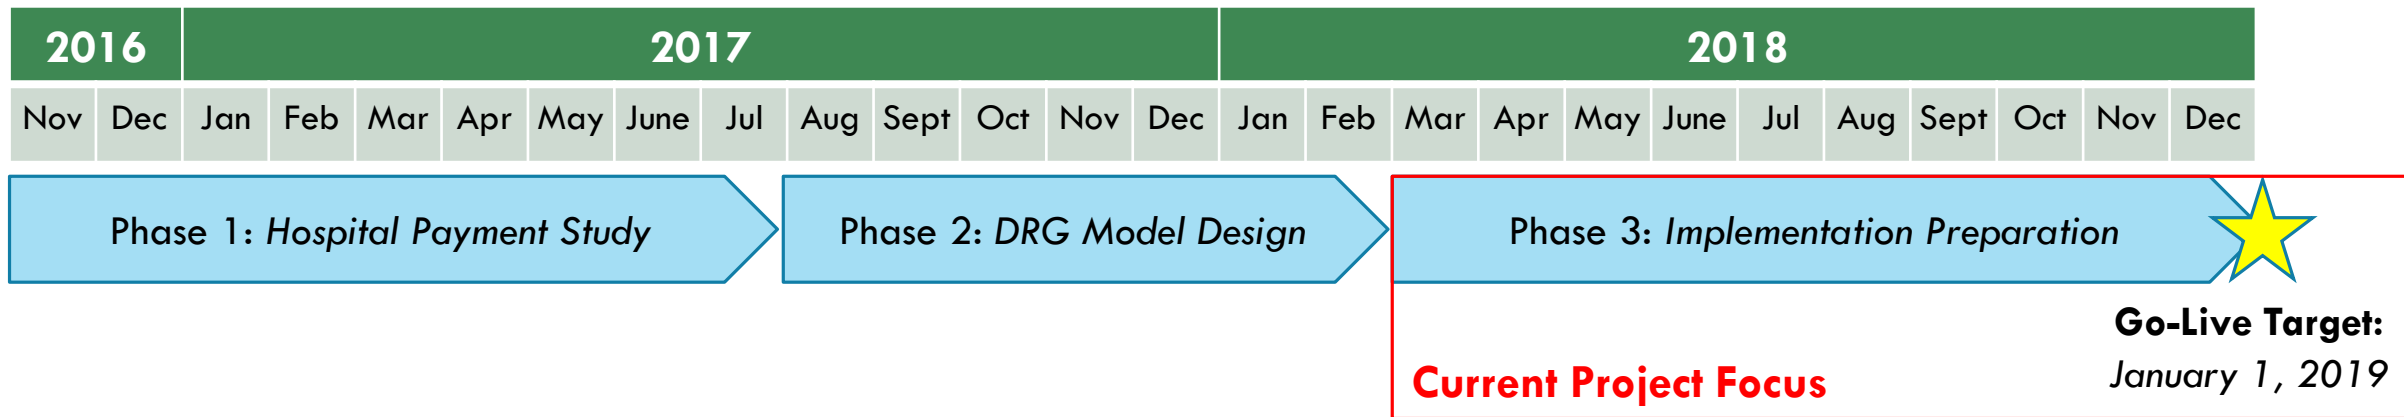 2016 2017 2018
Nov Dec Jan Feb Mar Apr May June Jul Aug Sept Oct Nov Dec Jan Feb Mar Apr May June Jul Aug Sept Oct Nov Dec
Phase 1: Hospital Payment Study
Phase 2: DRG Model Design
Phase 3: Implementation Preparation
Go-Live Target:
January 1, 2019
Current Project Focus